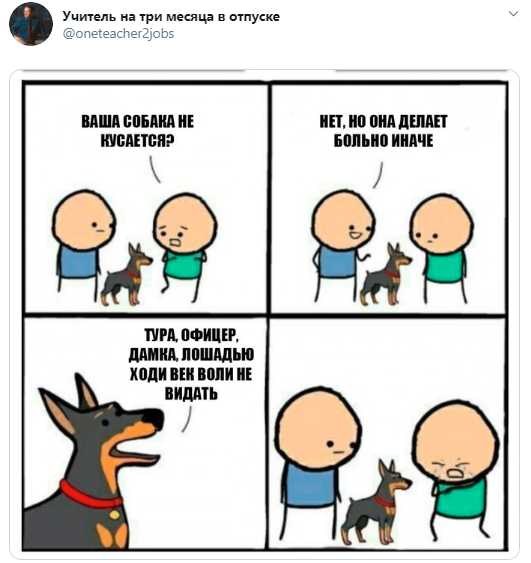 Учитель на три месяца в отпуске
@oneteacher2jobs
ВАША СОБАКА НЕ
КУСАЕТСЯ?
НЕТ, НО ОНА ДЕЛАЕТ
БОЛЬНО ИНАЧЕ
ТУРА, ОФИЦЕР,
ДАМКА, ЛОШАДЬЮ
ХОДИ ВЕК ВОЛИ НЕ
ВИДАТЬ